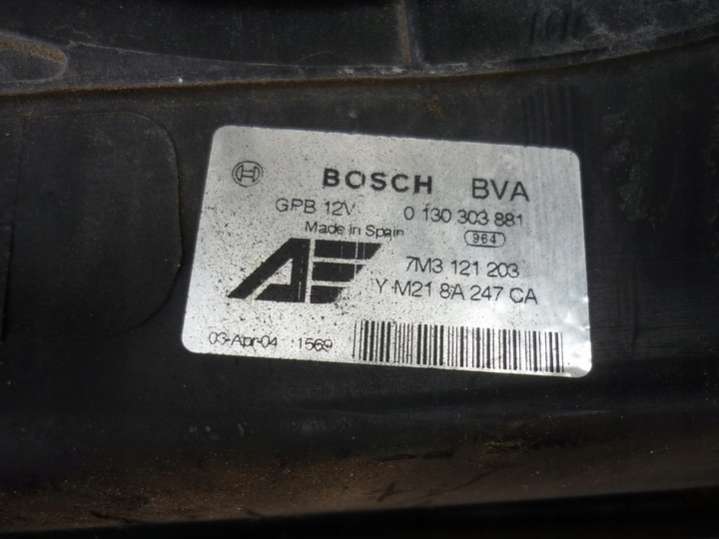 BOSCH BVA
GPB 12V 0 130 303 881
Made in Spain 964
7M3 121 203
YM21 8A 247 CA
03-Apr-04 1569